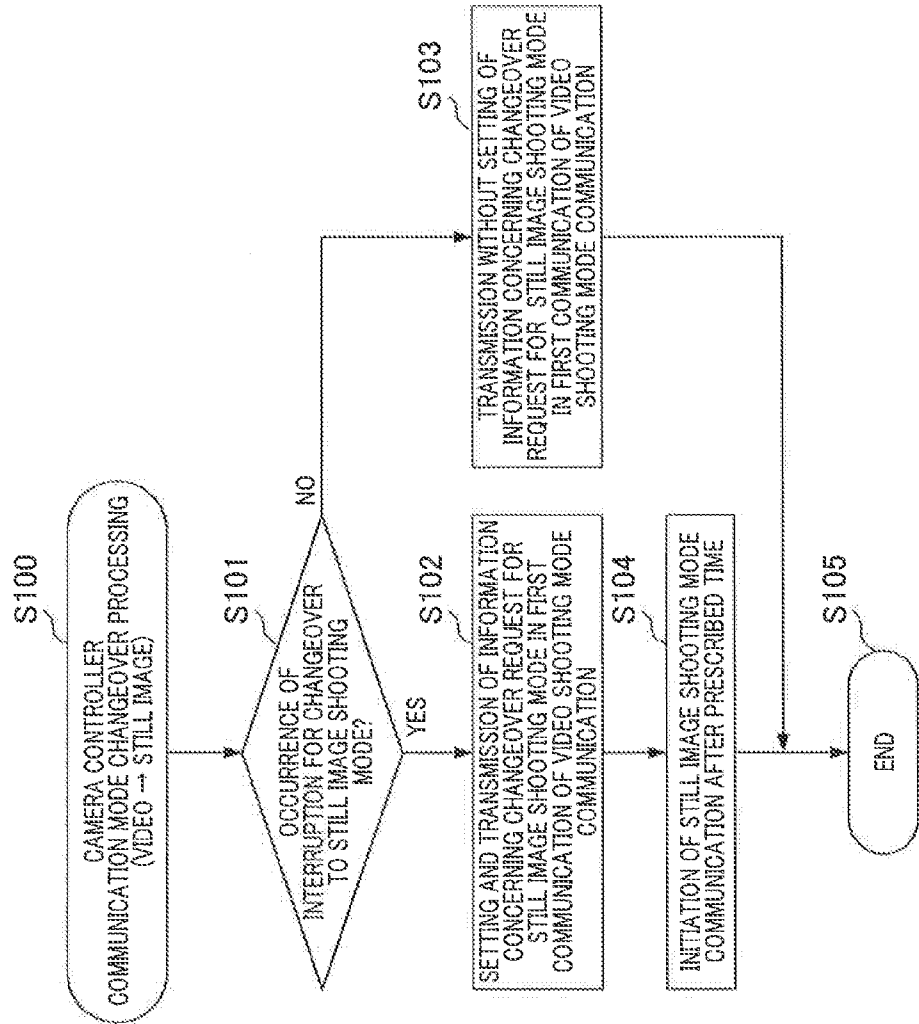 S100
CAMERA CONTROLLER
COMMUNICATION MODE CHANGEOVER PROCESSING
(VIDEO → STILL IMAGE)
S101
OCCURRENCE OF
INTERRUPTION FOR CHANGEOVER
TO STILL IMAGE SHOOTING
MODE?
NO
YES
S102
SETTING AND TRANSMISSION OF INFORMATION
CONCERNING CHANGEOVER REQUEST FOR
STILL IMAGE SHOOTING MODE IN FIRST
COMMUNICATION OF VIDEO SHOOTING MODE
COMMUNICATION
S103
TRANSMISSION WITHOUT SETTING OF
INFORMATION CONCERNING CHANGEOVER
REQUEST FOR STILL IMAGE SHOOTING MODE
IN FIRST COMMUNICATION OF VIDEO
SHOOTING MODE COMMUNICATION
S104
INITIATION OF STILL IMAGE SHOOTING MODE
COMMUNICATION AFTER PRESCRIBED TIME
S105
END